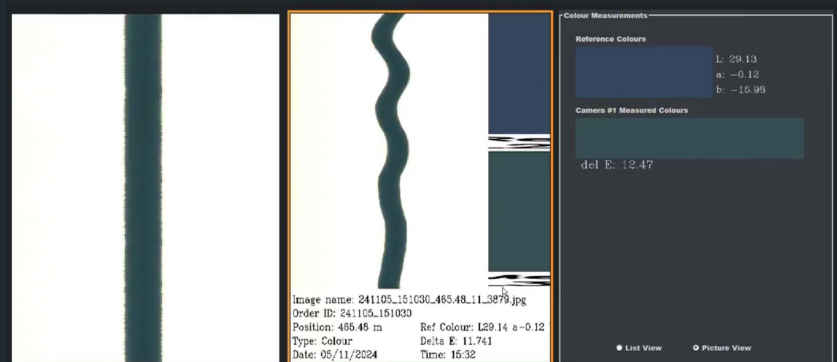 Image name: 241105_151030_465.48_11_3879.jpg
Order ID: 241105_151030
Position: 465.48 m
Ref Colour: L29.14 a-0.12
Type: Colour
Delta E: 11.741
Date: 05/11/2024
Time: 15:32
Colour Measurements
Reference Colours
L: 29.13
a: -0.12
b: -16.98
Camera #1 Measured Colours
del E: 12.47
List View
Picture View